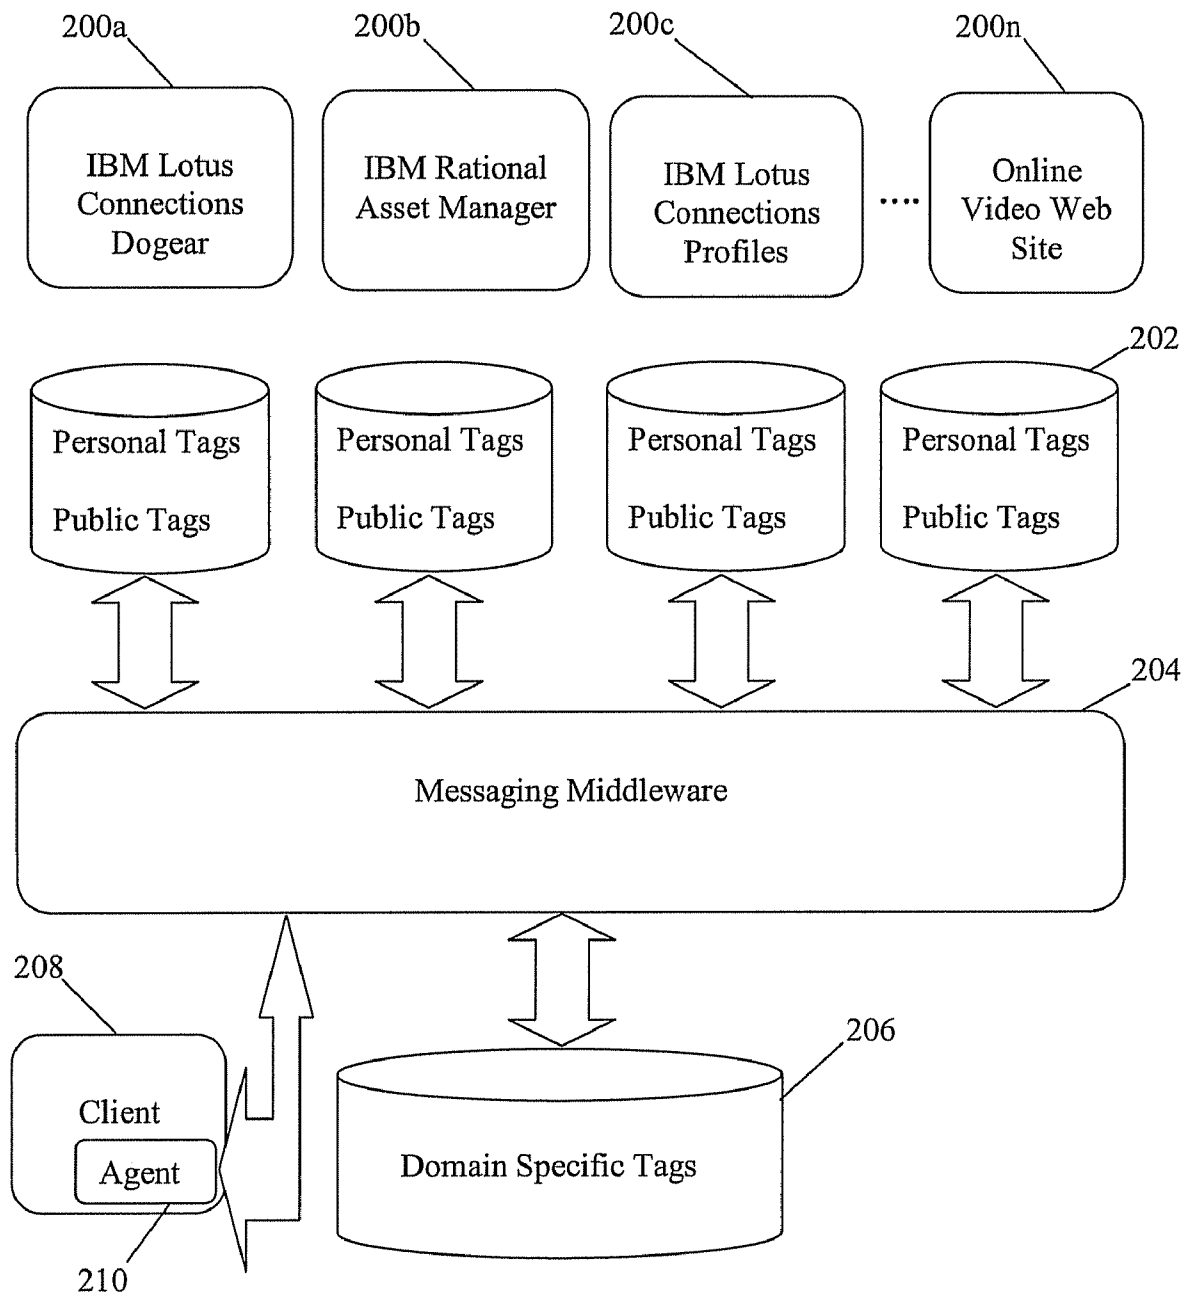 200a
200b
200c
200n
IBM Lotus
Connections
Dogear
IBM Rational
Asset Manager
IBM Lotus
Connections
Profiles
....
Online
Video Web
Site
202
Personal Tags
Public Tags
Personal Tags
Public Tags
Personal Tags
Public Tags
Personal Tags
Public Tags
204
Messaging Middleware
208
Client
Agent
210
206
Domain Specific Tags